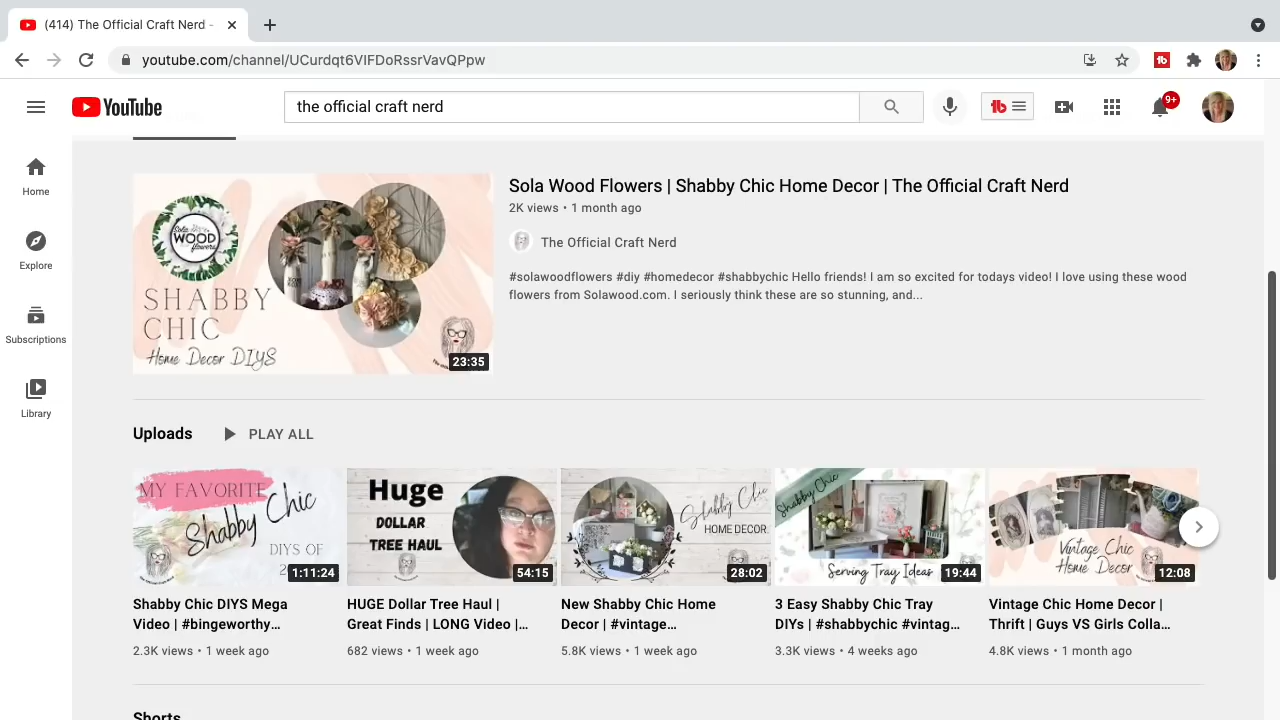 (414) The Official Craft Nerd -
youtube.com/channel/UCurdqt6VIFDoRssrVavQPpw
YouTube
the official craft nerd
9+
Home
Explore
Subscriptions
Library
Sola
WOOD
flowers
SHABBY
CHIC
Home Decor DIYS
23:35
Sola Wood Flowers | Shabby Chic Home Decor | The Official Craft Nerd
2K views • 1 month ago
The Official Craft Nerd
#solawoodflowers #diy #homedecor #shabbychic Hello friends! I am so excited for todays video! I love using these wood
flowers from Solawood.com. I seriously think these are so stunning, and...
Uploads PLAY ALL
MY FAVORITE
Shabby Chic
DIYS OF
2
1:11:24
Huge
DOLLAR
TREE HAUL
54:15
Shabby Chic
HOME DECOR
28:02
Shabby Chic
Serving Tray Ideas
19:44
Vintage Chic
Home Decor
12:08
Shabby Chic DIYS Mega
Video | #bingeworthy…
2.3K views • 1 week ago
HUGE Dollar Tree Haul |
Great Finds | LONG Video |…
682 views • 1 week ago
New Shabby Chic Home
Decor | #vintage…
5.8K views • 1 week ago
3 Easy Shabby Chic Tray
DIYs | #shabbychic #vintag…
3.3K views • 4 weeks ago
Vintage Chic Home Decor |
Thrift | Guys VS Girls Colla…
4.8K views • 1 month ago
Shorts